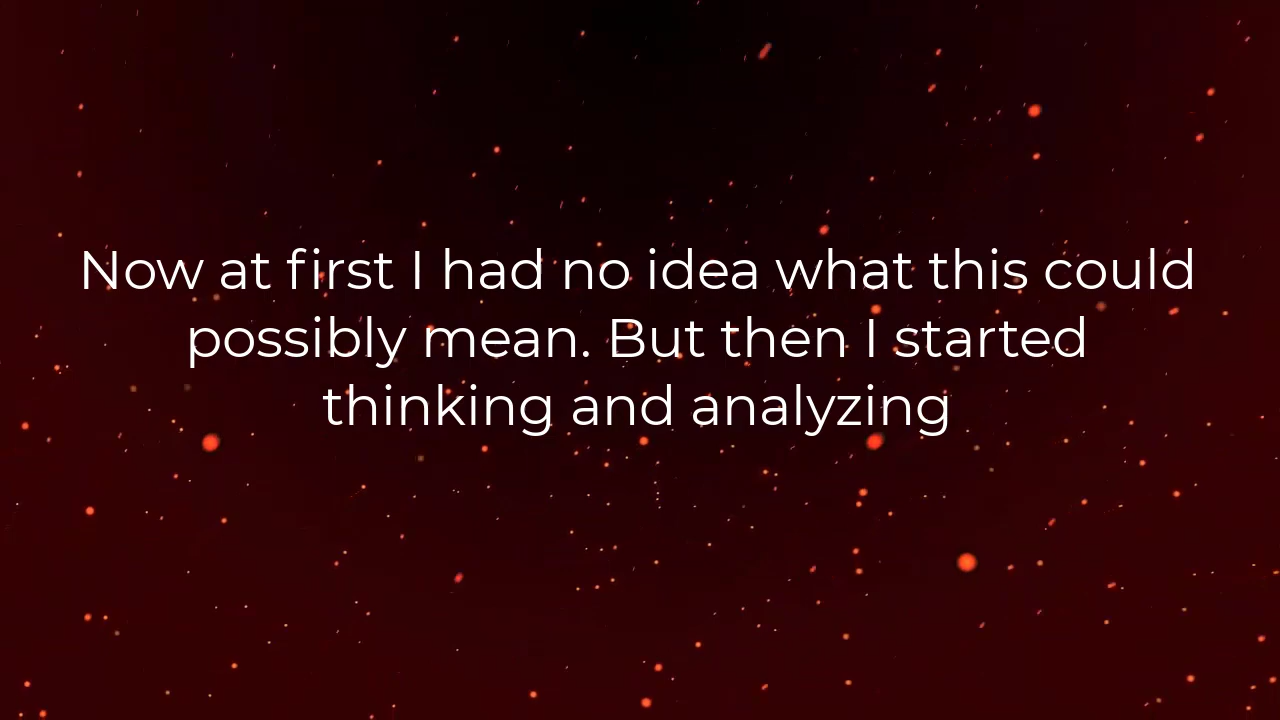 Now at first I had no idea what this could
possibly mean. But then I started
thinking and analyzing